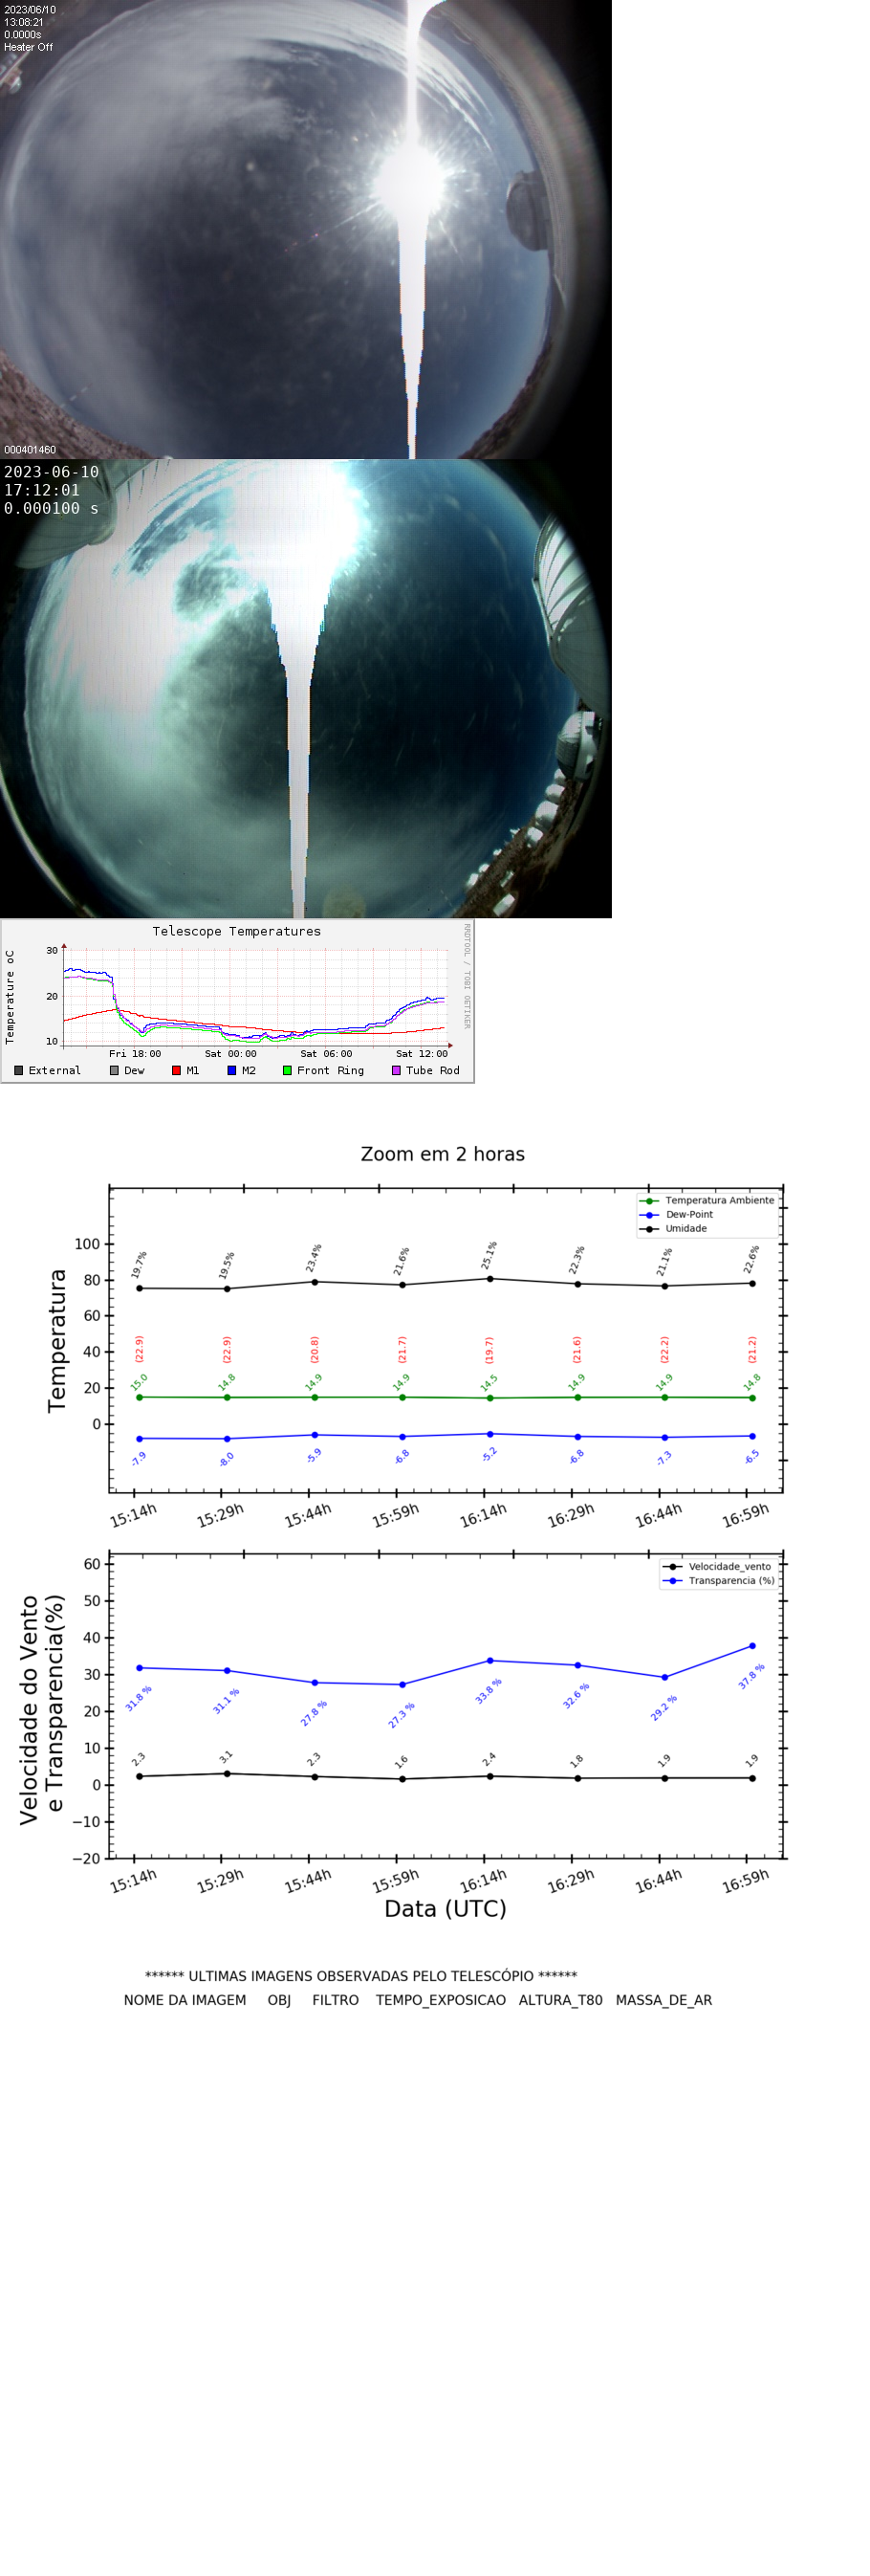 2023/06/10
13:08:21
0.0000s
Heater Off
000401460
2023-06-10
17:12:01
0.000100 s
Telescope Temperatures
RRDTOOL / TOBI OETIKER
Temperature oC
30
20
10
Fri 18:00 Sat 00:00 Sat 06:00 Sat 12:00
External Dew M1 M2 Front Ring Tube Rod
Zoom em 2 horas
Temperatura Ambiente
Dew-Point
Umidade
Temperatura
100
80
60
40
20
0
19.7% 19.5% 23.4% 21.6% 25.1% 22.3% 21.1% 22.6%
(22.9) (22.9) (20.8) (21.7) (19.7) (21.6) (22.2) (21.2)
15.0 14.8 14.9 14.9 14.5 14.9 14.9 14.8
-7.9 -8.0 -5.9 -6.8 -5.2 -6.8 -7.3 -6.5
15:14h 15:29h 15:44h 15:59h 16:14h 16:29h 16:44h 16:59h
Velocidade_vento
Transparencia (%)
Velocidade do Vento
e Transparencia(%)
60
50
40
30
20
10
0
−10
−20
31.8 % 31.1 % 27.8 % 27.3 % 33.8 % 32.6 % 29.2 % 37.8 %
2.3 3.1 2.3 1.6 2.4 1.8 1.9 1.9
15:14h 15:29h 15:44h 15:59h 16:14h 16:29h 16:44h 16:59h
Data (UTC)
****** ULTIMAS IMAGENS OBSERVADAS PELO TELESCÓPIO ******
NOME DA IMAGEM OBJ FILTRO TEMPO_EXPOSICAO ALTURA_T80 MASSA_DE_AR